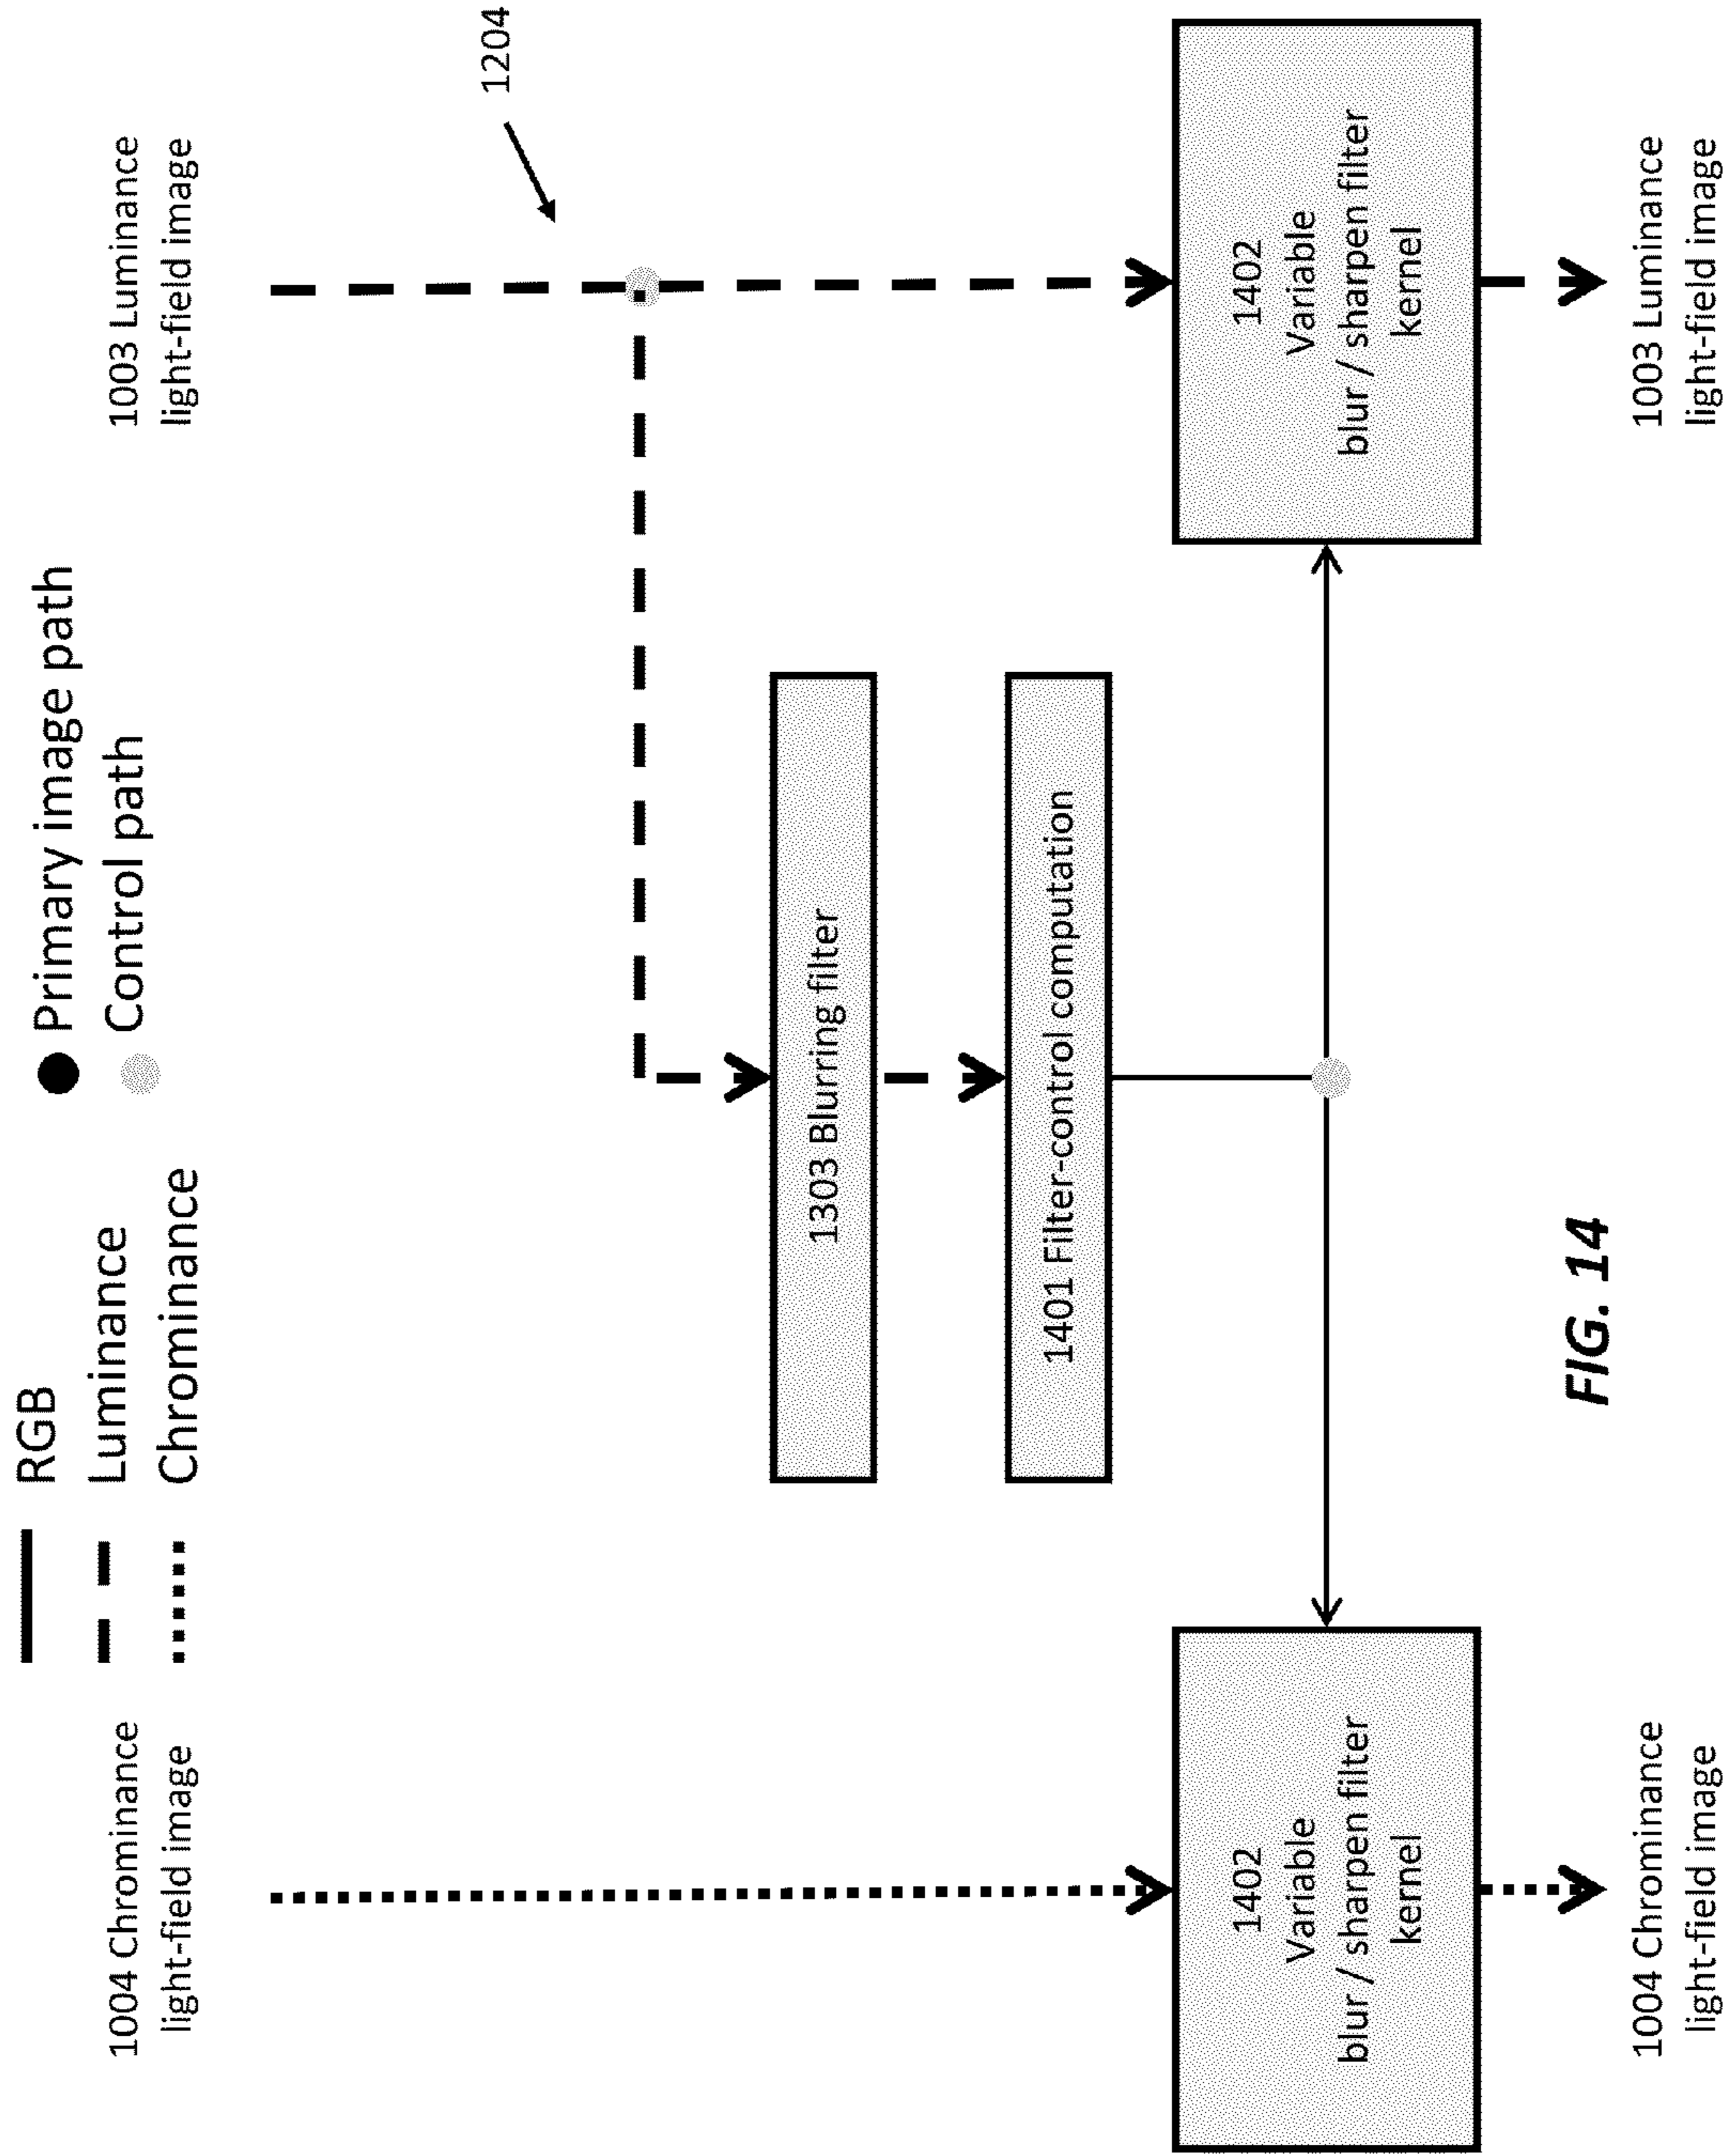 RGB
Luminance
Chrominance
Primary image path
Control path
1004 Chrominance
light-field image
1003 Luminance
light-field image
1204
1303 Blurring filter
1401 Filter-control computation
1402
Variable
blur / sharpen filter
kernel
1402
Variable
blur / sharpen filter
kernel
1004 Chrominance
light-field image
1003 Luminance
light-field image
FIG. 14